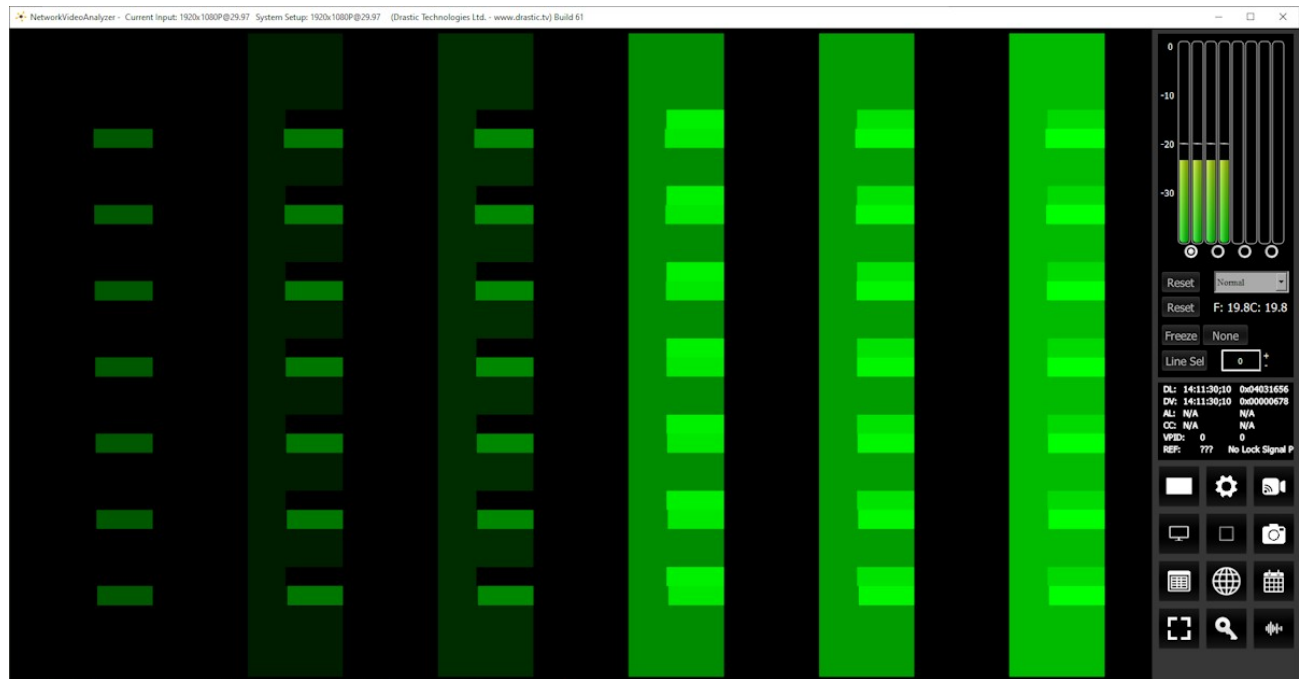 NetworkVideoAnalyzer - Current Input: 1920x1080P@29.97 System Setup: 1920x1080P@29.97 (Drastic Technologies Ltd. - www.drastic.tv) Build 61
0
-10
-20
-30
Reset Normal
Reset F: 19.8C: 19.8
Freeze None
Line Sel 0 + -
DL: 14:11:30;10 0x04031656
DV: 14:11:30;10 0x00000678
AL: N/A N/A
CC: N/A N/A
VPID: 0 0
REF: ??? No Lock Signal P